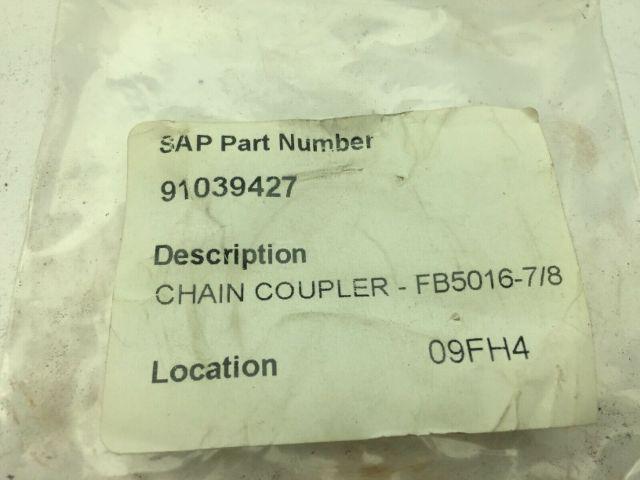 SAP Part Number
91039427
Description
CHAIN COUPLER - FB5016-7/8
Location 09FH4